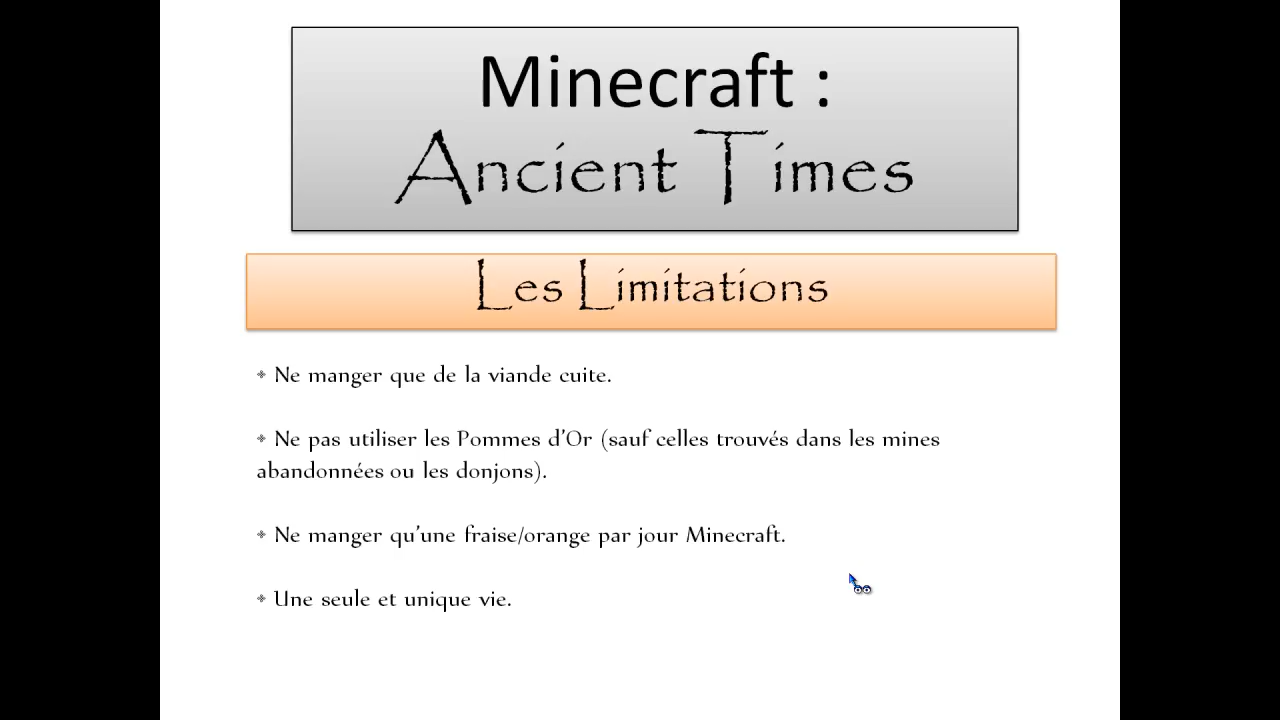 Minecraft :
Ancient Times
Les Limitations
* Ne manger que de la viande cuite.
* Ne pas utiliser les Pommes d'Or (sauf celles trouvés dans les mines
abandonnées ou les donjons).
* Ne manger qu'une fraise/orange par jour Minecraft.
* Une seule et unique vie.